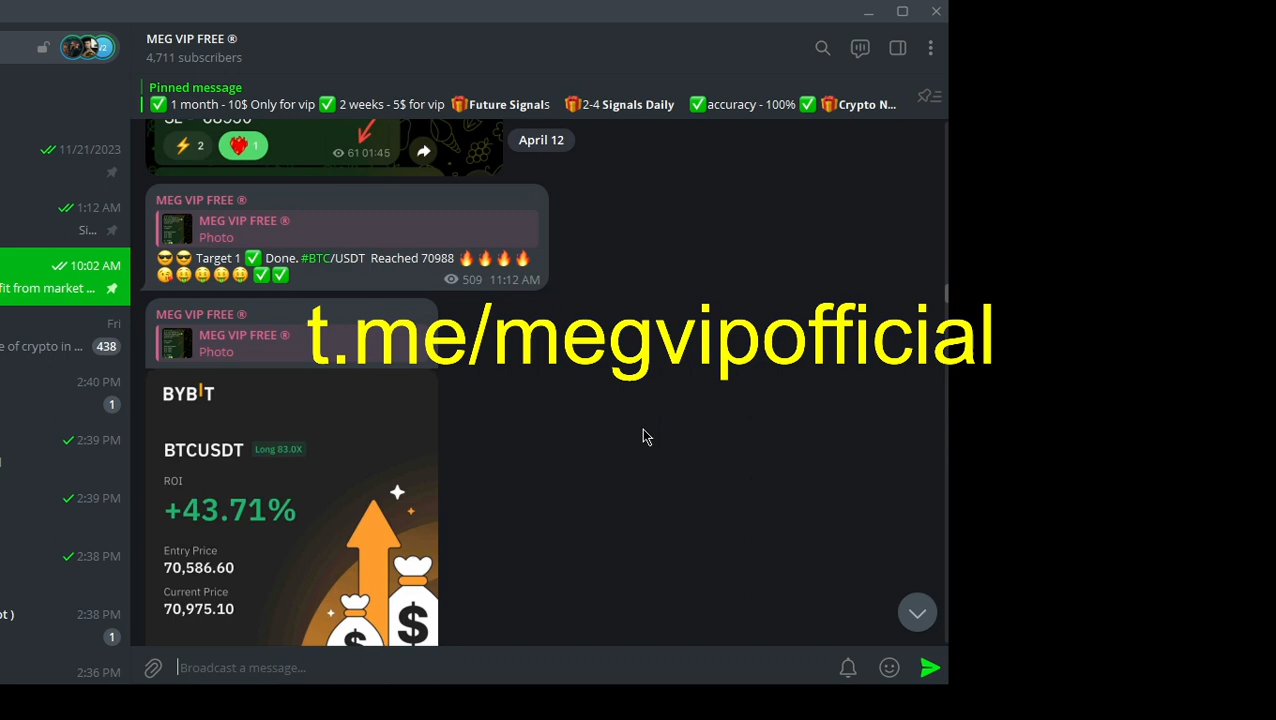 MEG VIP FREE ®
4,711 subscribers
Pinned message
✅ 1 month - 10$ Only for vip ✅ 2 weeks - 5$ for vip 🎁Future Signals 🎁2-4 Signals Daily ✅accuracy - 100% ✅ 🎁Crypto N...
2
1
61 01:45
April 12
11/21/2023
1:12 AM
Si...
10:02 AM
fit from market ...
Fri
e of crypto in ...
438
2:40 PM
1
2:39 PM
2:39 PM
2:38 PM
ot )
2:38 PM
1
2:36 PM
MEG VIP FREE ®
MEG VIP FREE ®
Photo
😎😎 Target 1 ✅ Done. #BTC/USDT Reached 70988 🔥🔥🔥🔥
😘🤑🤑🤑🤑✅✅
509 11:12 AM
MEG VIP FREE ®
MEG VIP FREE ®
Photo
t.me/megvipofficial
BYBIT
BTCUSDT Long 83.0X
ROI
+43.71%
Entry Price
70,586.60
Current Price
70,975.10
Broadcast a message...